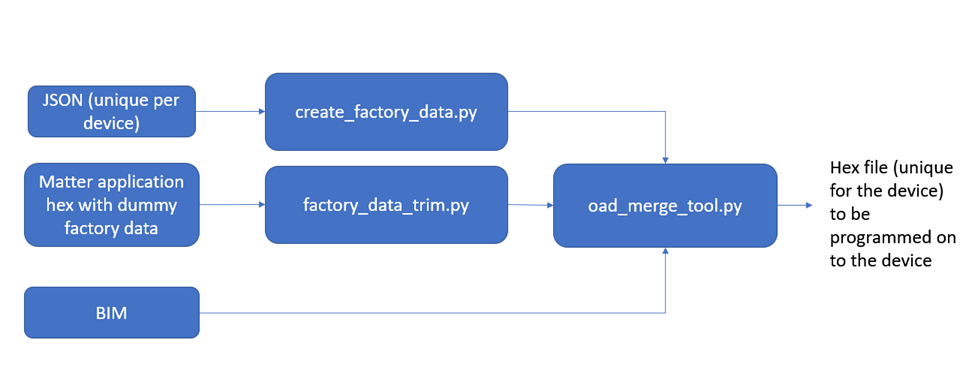 JSON (unique per
device)
create_factory_data.py
Matter application
hex with dummy
factory data
factory_data_trim.py
oad_merge_tool.py
Hex file (unique
for the device)
to be
programmed on
to the device
BIM